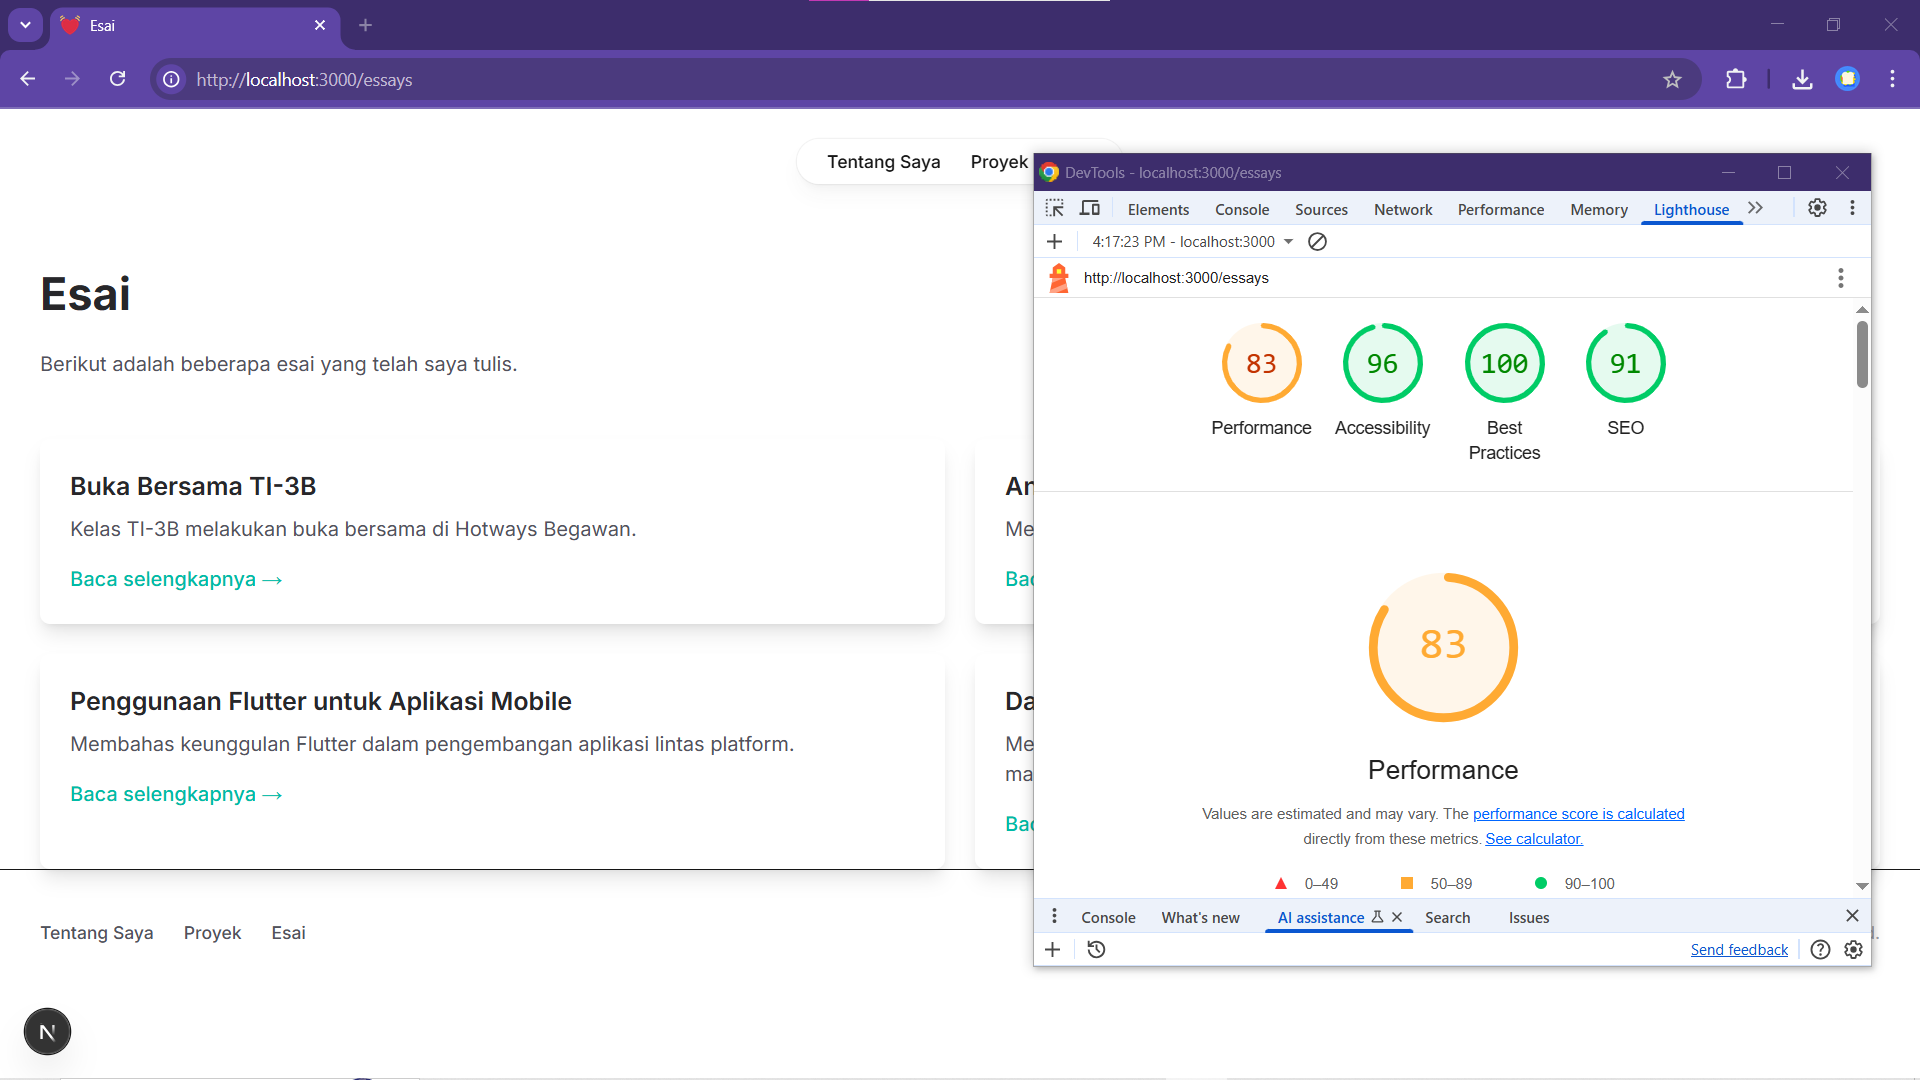 Esai
http://localhost:3000/essays
Tentang Saya Proyek
Esai
Berikut adalah beberapa esai yang telah saya tulis.
Buka Bersama TI-3B
Kelas TI-3B melakukan buka bersama di Hotways Begawan.
Baca selengkapnya →
An
Me
Bac
Penggunaan Flutter untuk Aplikasi Mobile
Membahas keunggulan Flutter dalam pengembangan aplikasi lintas platform.
Baca selengkapnya →
Da
Me
ma
Bac
Tentang Saya Proyek Esai
d.
N
DevTools - localhost:3000/essays
Elements Console Sources Network Performance Memory Lighthouse
4:17:23 PM - localhost:3000
http://localhost:3000/essays
83 96 100 91
Performance Accessibility Best Practices SEO
83
Performance
Values are estimated and may vary. The performance score is calculated
directly from these metrics. See calculator.
0–49 50–89 90–100
Console What's new AI assistance Search Issues
Send feedback